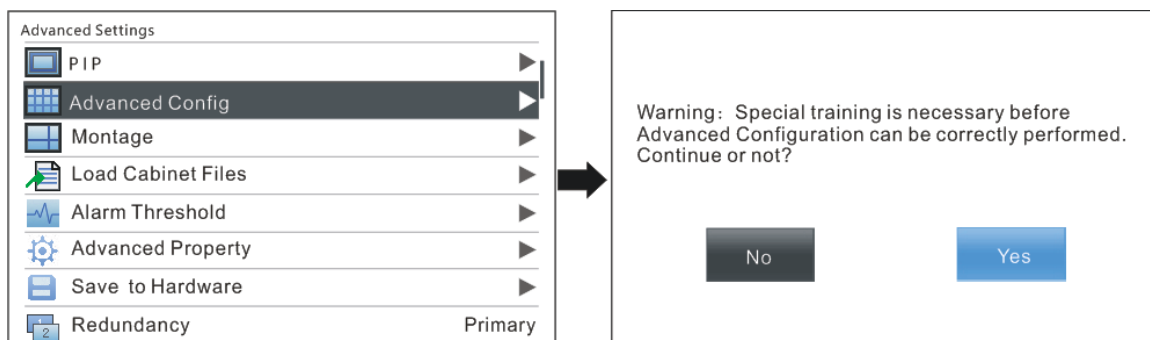 Advanced Settings
PIP
Advanced Config
Montage
Load Cabinet Files
Alarm Threshold
Advanced Property
Save to Hardware
2
Redundancy Primary
Warning: Special training is necessary before
Advanced Configuration can be correctly performed.
Continue or not?
No Yes